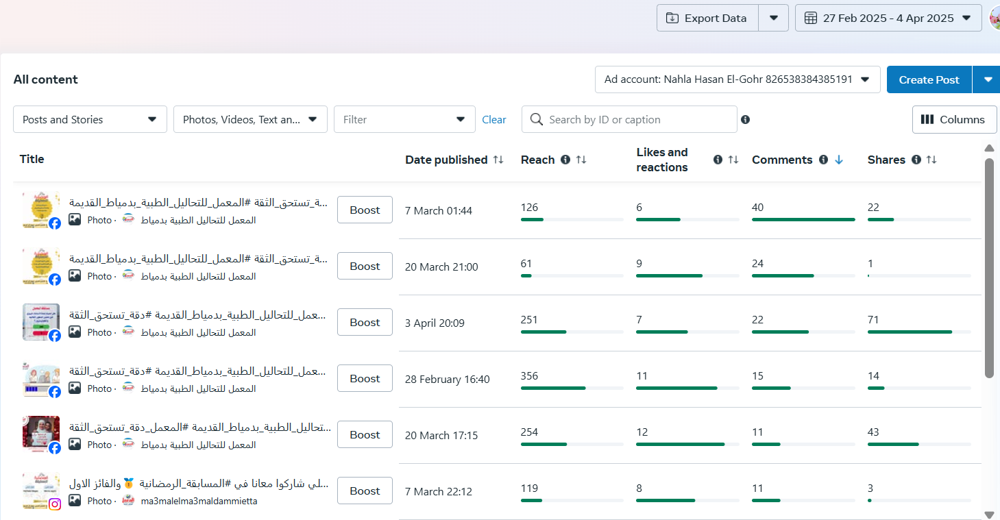 Export Data
27 Feb 2025 - 4 Apr 2025
All content
Ad account: Nahla Hasan El-Gohr 826538384385191
Create Post
Posts and Stories
Photos, Videos, Text an...
Filter
Clear
Search by ID or caption
Columns
Title
Date published
Reach
Likes and reactions
Comments
Shares
ة_تستحق_الثقة #المعمل_للتحاليل_الطبية_بدمياط_القديمة...
Photo · المعمل للتحاليل الطبية بدمياط
Boost
7 March 01:44
126
6
40
22
ة_تستحق_الثقة #المعمل_للتحاليل_الطبية_بدمياط_القديمة...
Photo · المعمل للتحاليل الطبية بدمياط
Boost
20 March 21:00
61
9
24
1
عمل_للتحاليل_الطبية_بدمياط_القديمة #دقة_تستحق_الثقة...
Photo · المعمل للتحاليل الطبية بدمياط
Boost
3 April 20:09
251
7
22
71
عمل_للتحاليل_الطبية_بدمياط_القديمة #دقة_تستحق_الثقة...
Photo · المعمل للتحاليل الطبية بدمياط
Boost
28 February 16:40
356
11
15
14
تحاليل_الطبية_بدمياط_القديمة #المعمل_دقة_تستحق_الثقة...
Photo · المعمل للتحاليل الطبية بدمياط
Boost
20 March 17:15
254
12
11
43
لي شاركوا معانا في #المسابقة_الرمضانية 🥇والفائز الاول...
Photo · ma3malelma3maldammietta
Boost
7 March 22:12
119
8
11
3